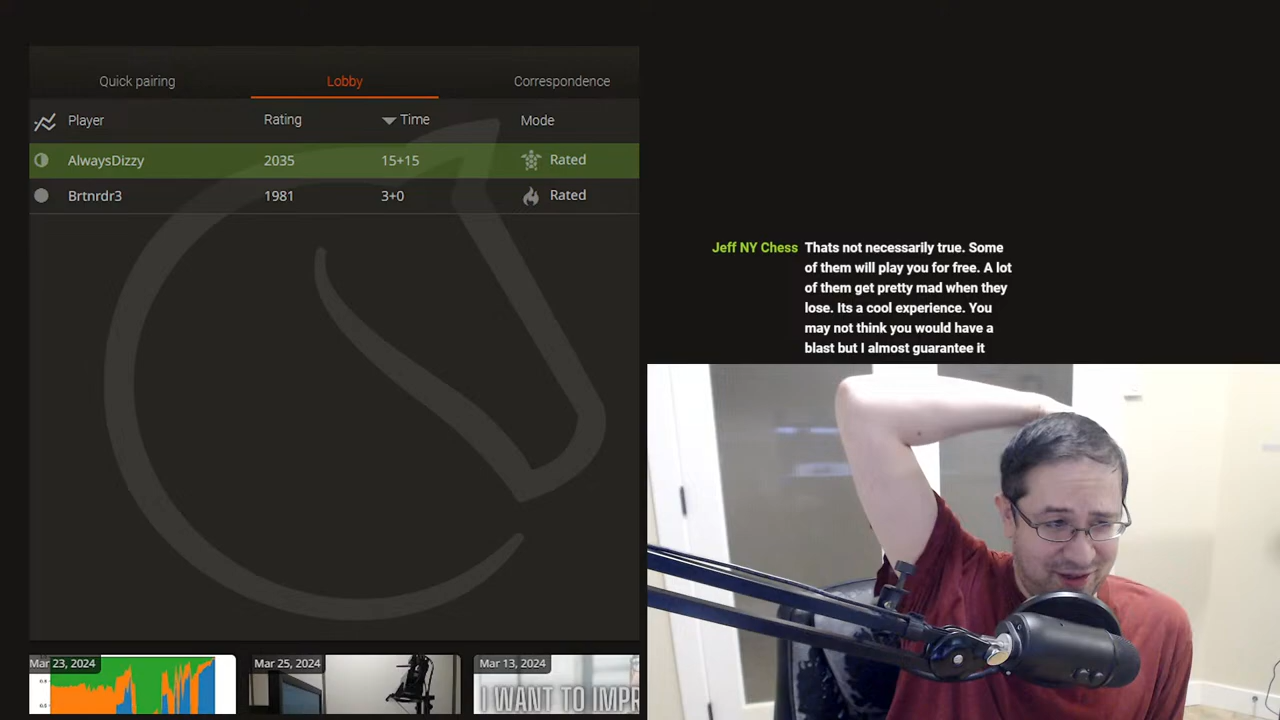 Quick pairing
Lobby
Correspondence
Player Rating Time Mode
AlwaysDizzy 2035 15+15 Rated
Brtnrdr3 1981 3+0 Rated
Jeff NY Chess Thats not necessarily true. Some
of them will play you for free. A lot
of them get pretty mad when they
lose. Its a cool experience. You
may not think you would have a
blast but I almost guarantee it
Mar 23, 2024
Mar 25, 2024
Mar 13, 2024
I WANT TO IMPR